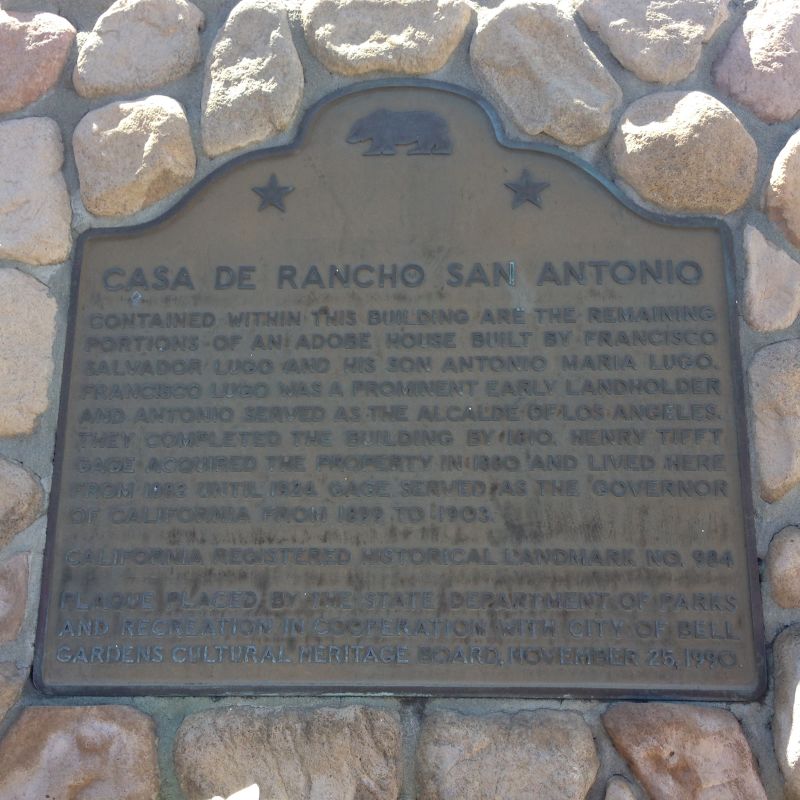 CASA DE RANCHO SAN ANTONIO
CONTAINED WITHIN THIS BUILDING ARE THE REMAINING
PORTIONS OF AN ADOBE HOUSE BUILT BY FRANCISCO
SALVADOR LUGO AND HIS SON ANTONIO MARIA LUGO.
FRANCISCO LUGO WAS A PROMINENT EARLY LANDHOLDER
AND ANTONIO SERVED AS THE ALCALDE OF LOS ANGELES.
THEY COMPLETED THE BUILDING BY 1810. HENRY TIFFT
GAGE ACQUIRED THE PROPERTY IN 1880 AND LIVED HERE
FROM UNTIL 1924. GAGE SERVED AS THE GOVERNOR
OF CALIFORNIA FROM 1899 TO 1903.
CALIFORNIA REGISTERED HISTORICAL LANDMARK NO. 984
PLAQUE PLACED BY THE STATE DEPARTMENT OF PARKS
AND RECREATION IN COOPERATION WITH CITY OF BELL
GARDENS CULTURAL HERITAGE BOARD, NOVEMBER 25, 1990.